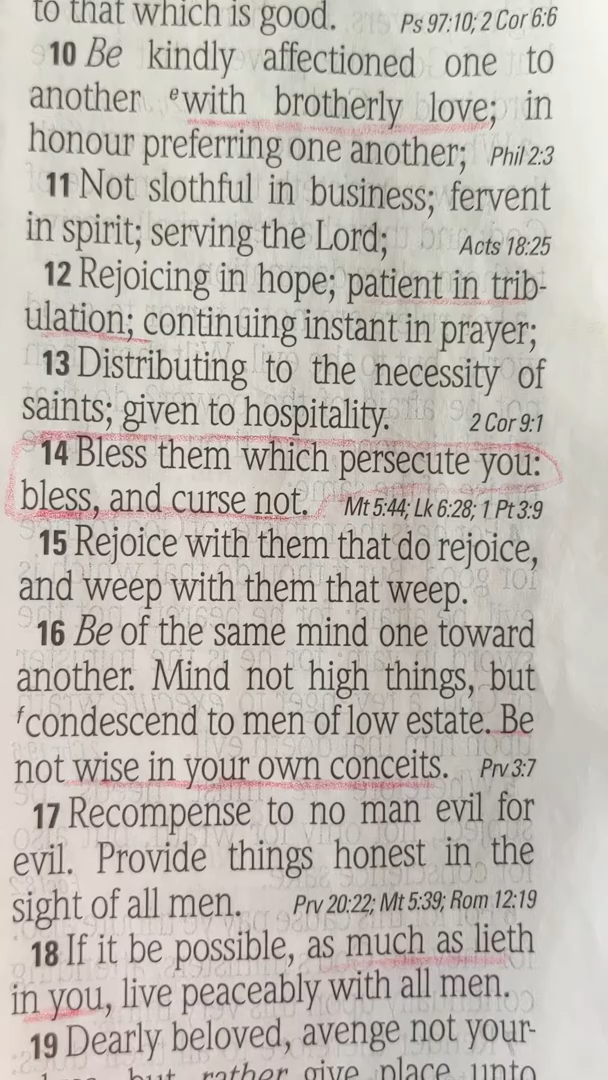 to that which is good. Ps 97:10; 2 Cor 6:6
10 Be kindly affectioned one to
another ᵉwith brotherly love; in
honour preferring one another; Phil 2:3
11 Not slothful in business; fervent
in spirit; serving the Lord; Acts 18:25
12 Rejoicing in hope; patient in trib-
ulation; continuing instant in prayer;
13 Distributing to the necessity of
saints; given to hospitality. 2 Cor 9:1
14 Bless them which persecute you:
bless, and curse not. Mt 5:44; Lk 6:28; 1 Pt 3:9
15 Rejoice with them that do rejoice,
and weep with them that weep.
16 Be of the same mind one toward
another. Mind not high things, but
ᶠcondescend to men of low estate. Be
not wise in your own conceits. Prv 3:7
17 Recompense to no man evil for
evil. Provide things honest in the
sight of all men. Prv 20:22; Mt 5:39; Rom 12:19
18 If it be possible, as much as lieth
in you, live peaceably with all men.
19 Dearly beloved, avenge not your-
but rather give place unto